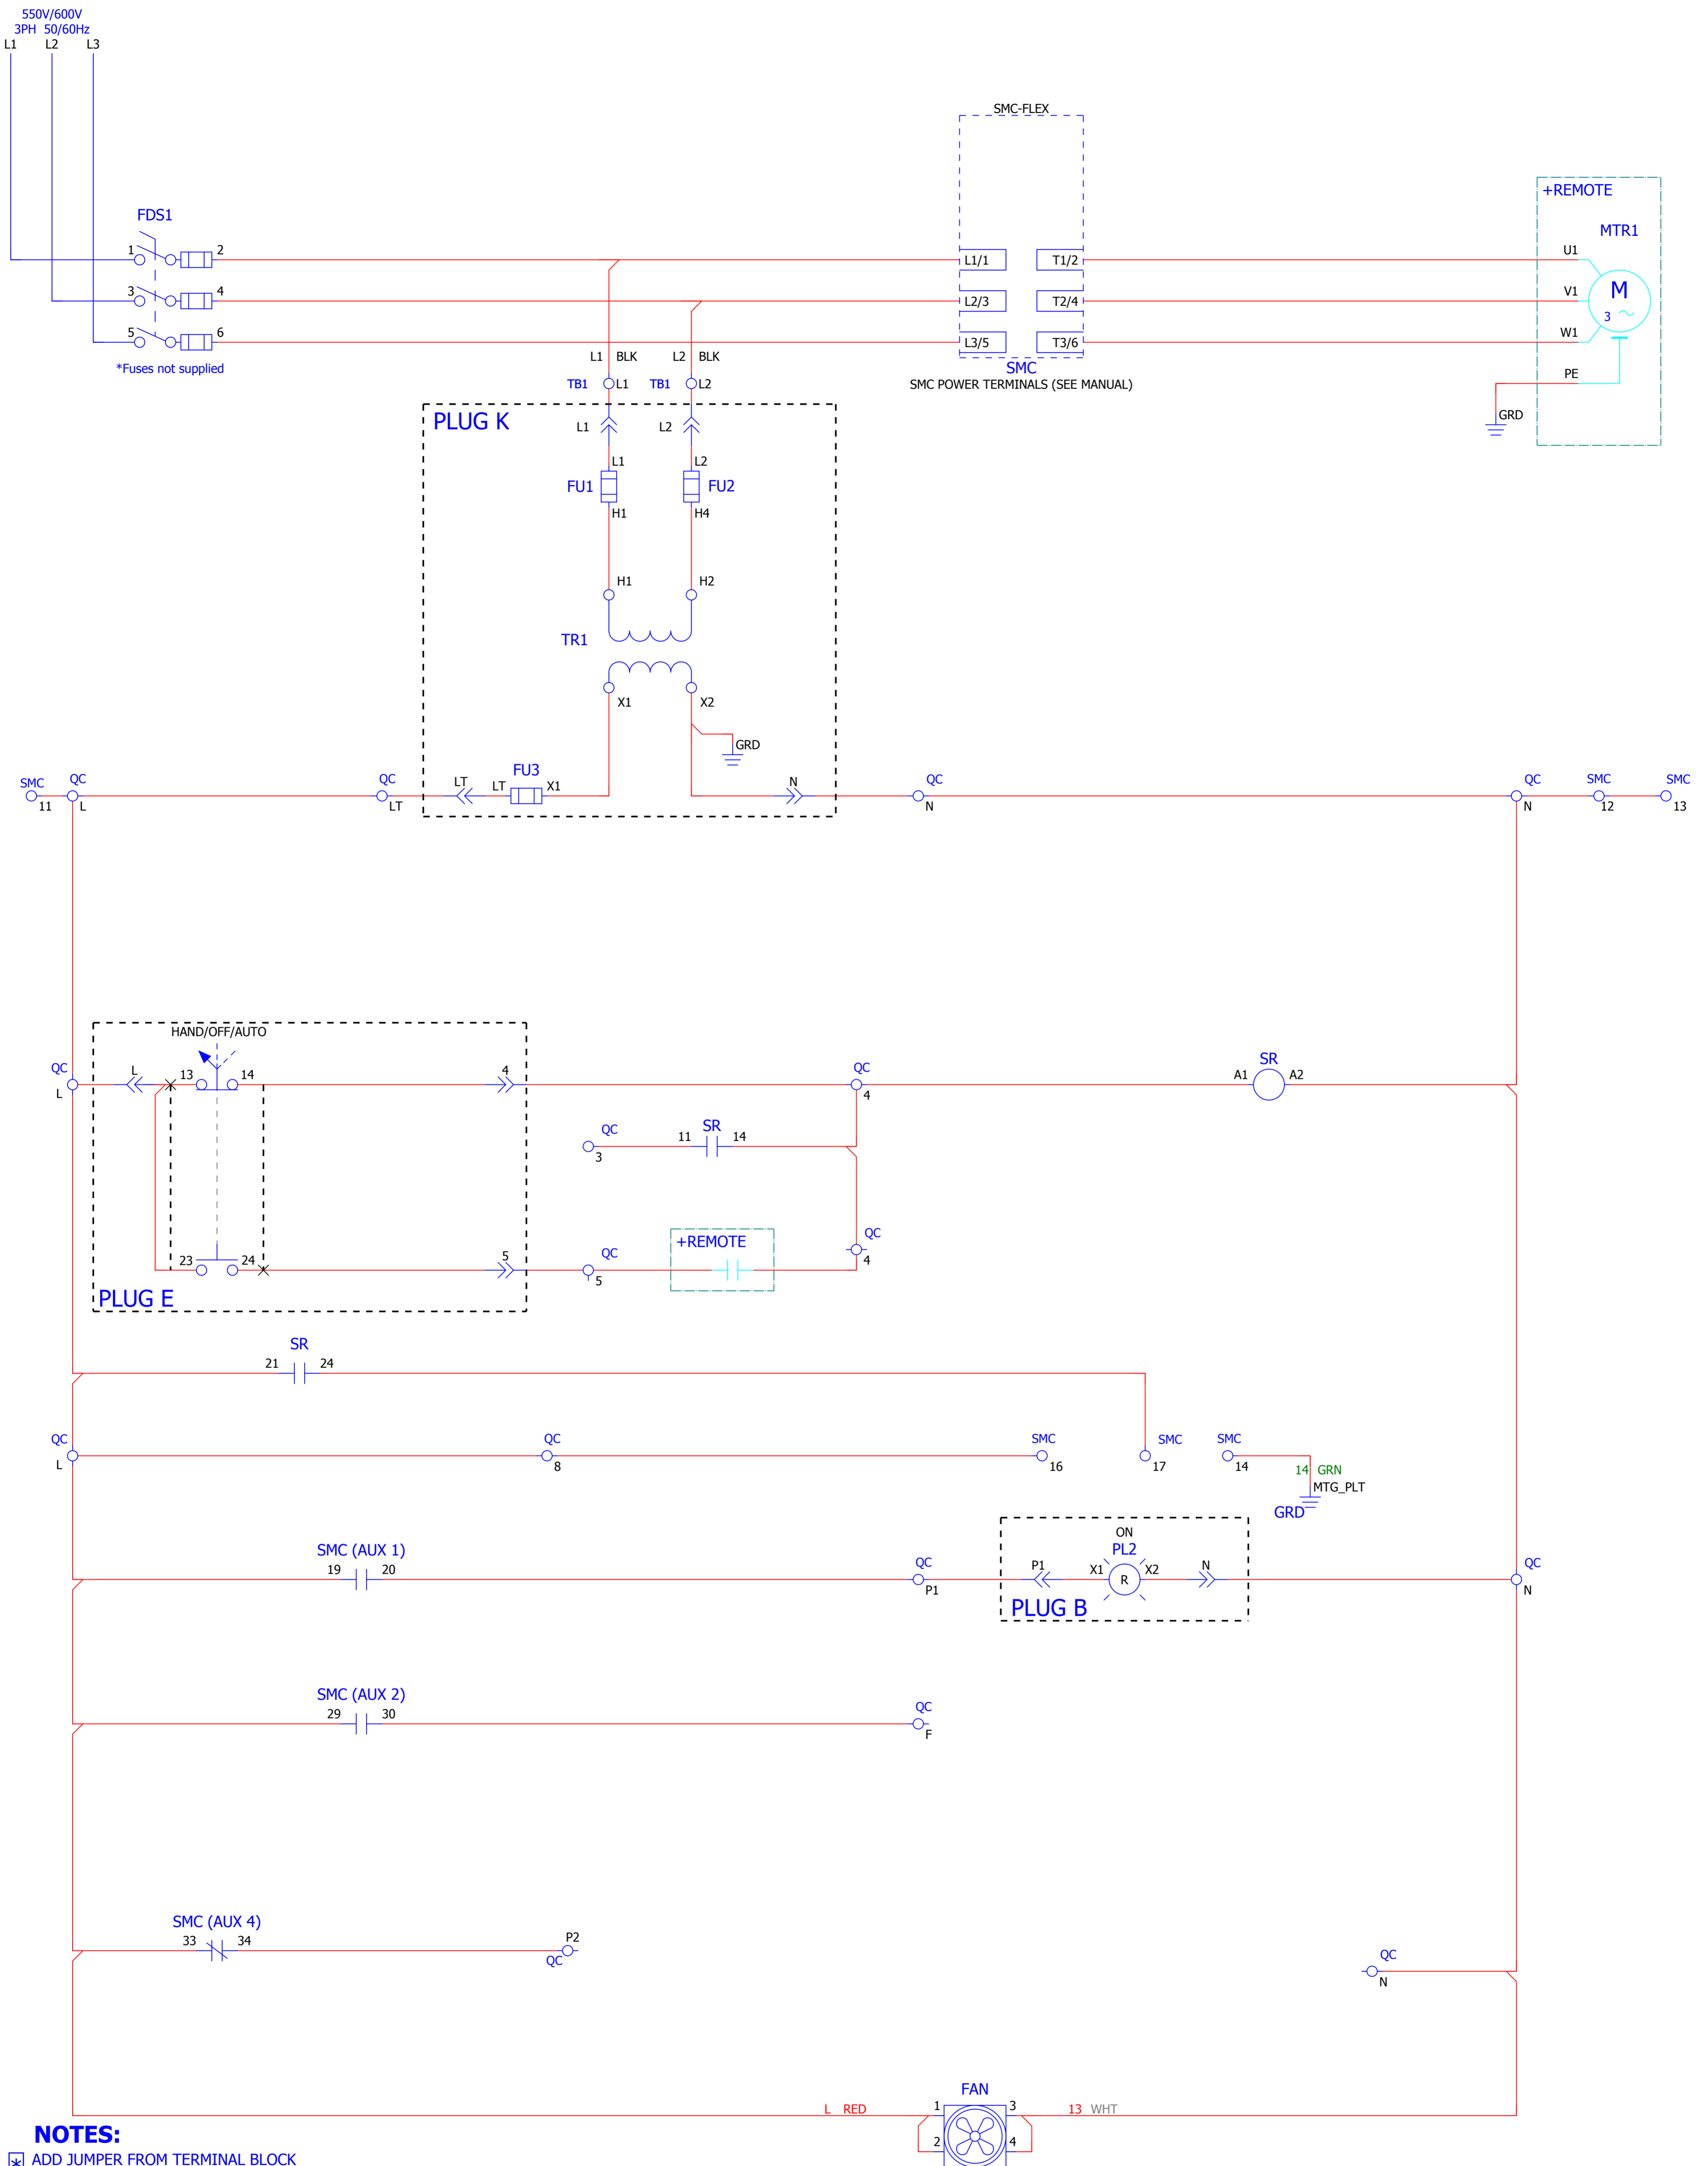 550V/600V
3PH 50/60Hz
L1 L2 L3
SMC-FLEX
+REMOTE
FDS1
MTR1
1 2 L1/1 T1/2 U1
3 4 L2/3 T2/4 V1 M
3
5 6 L3/5 T3/6 W1
*Fuses not supplied
L1 BLK L2 BLK
SMC
SMC POWER TERMINALS (SEE MANUAL)
PE
TB1 L1 TB1 L2
GRD
PLUG K
L1 L2
L1 L2
FU1 FU2
H1 H4
H1 H2
TR1
X1 X2
GRD
SMC QC QC LT LT FU3 X1 N QC QC SMC SMC
11 L LT N N 12 13
HAND/OFF/AUTO
QC L 13 14 4 QC SR
A1 A2
L 4
QC 11 SR 14
3
+REMOTE
QC
23 24 5 QC 4
5
PLUG E
SR
21 24
QC QC SMC SMC SMC
L 8 16 17 14
14 GRN
MTG_PLT
GRD
ON
SMC (AUX 1) PL2
19 20 QC P1 X1 R X2 N QC
P1 N
PLUG B
SMC (AUX 2)
29 30 QC
F
SMC (AUX 4)
33 34 P2
QC
QC
N
FAN
L RED 1 3 13 WHT
2 4
NOTES:
* ADD JUMPER FROM TERMINAL BLOCK